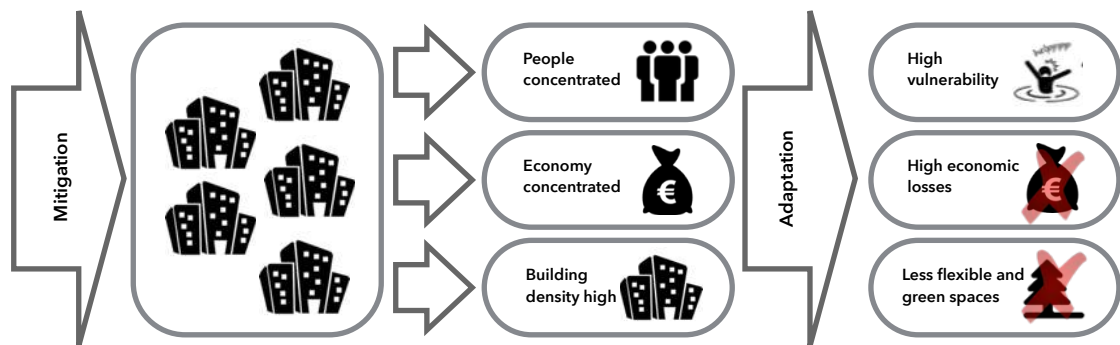 Mitigation
People
concentrated
Economy
concentrated
€
Building
density high
Adaptation
High
vulnerability
High economic
losses
€
Less flexible and
green spaces